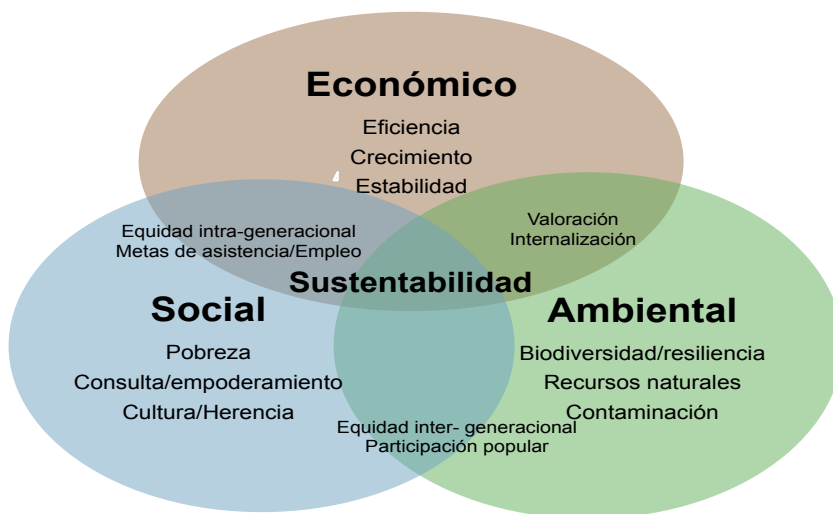 Económico
Eficiencia
Crecimiento
Estabilidad
Equidad intra-generacional
Metas de asistencia/Empleo
Valoración
Internalización
Sustentabilidad
Social
Pobreza
Consulta/empoderamiento
Cultura/Herencia
Ambiental
Biodiversidad/resiliencia
Recursos naturales
Contaminación
Equidad inter- generacional
Participación popular